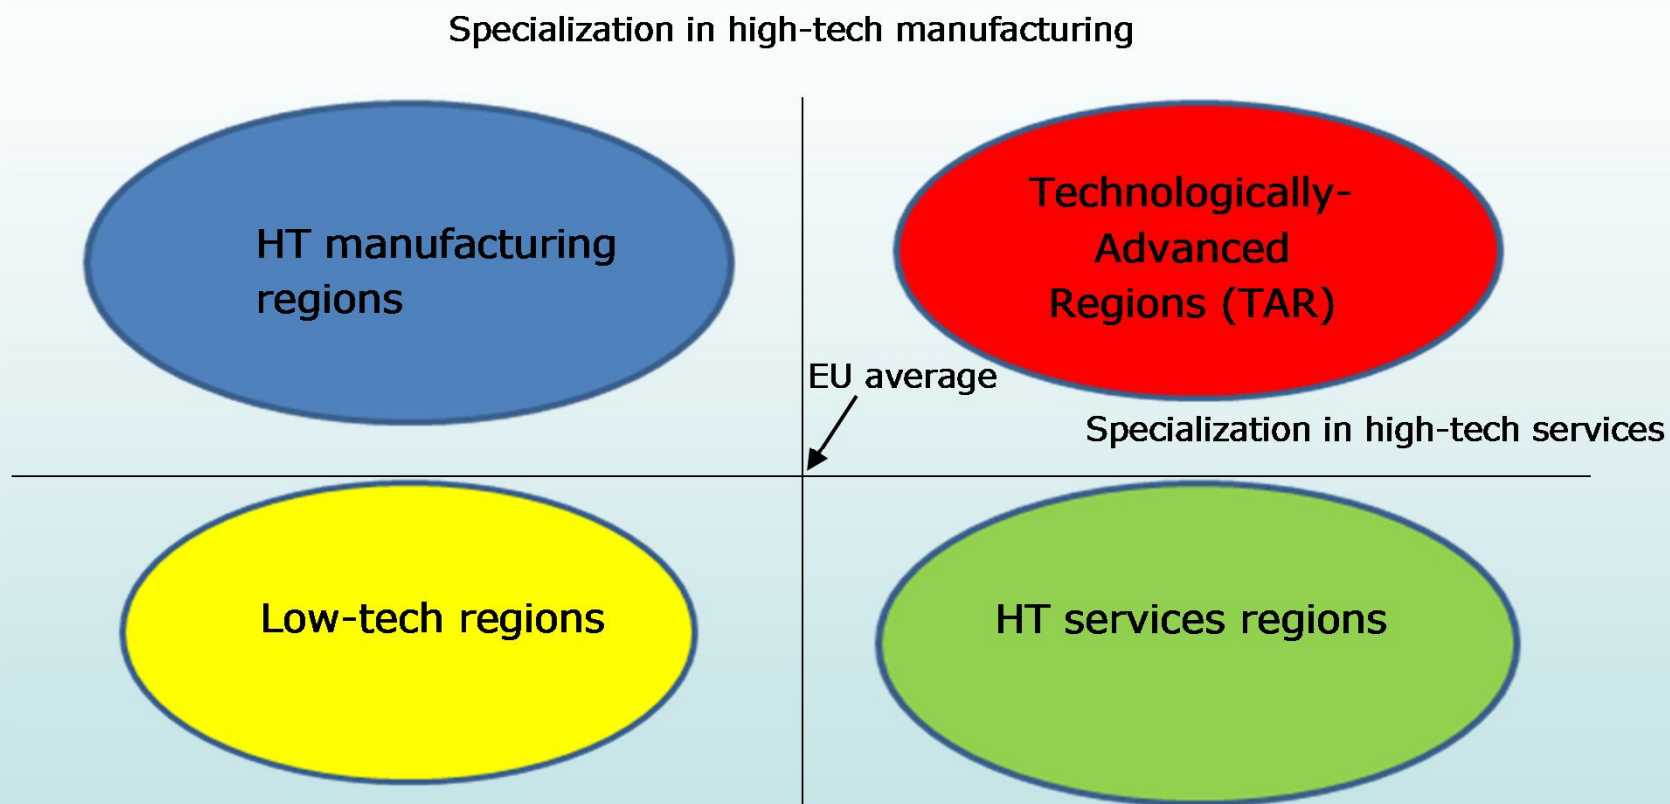 Specialization in high-tech manufacturing
HT manufacturing
regions
Technologically-
Advanced
Regions (TAR)
EU average
Specialization in high-tech services
Low-tech regions
HT services regions